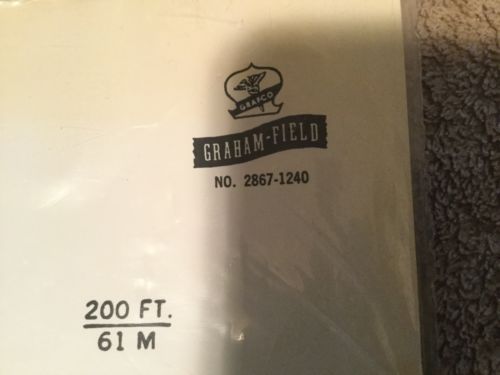 GRAFCO
GRAHAM-FIELD
NO. 2867-1240
200 FT.
61 M